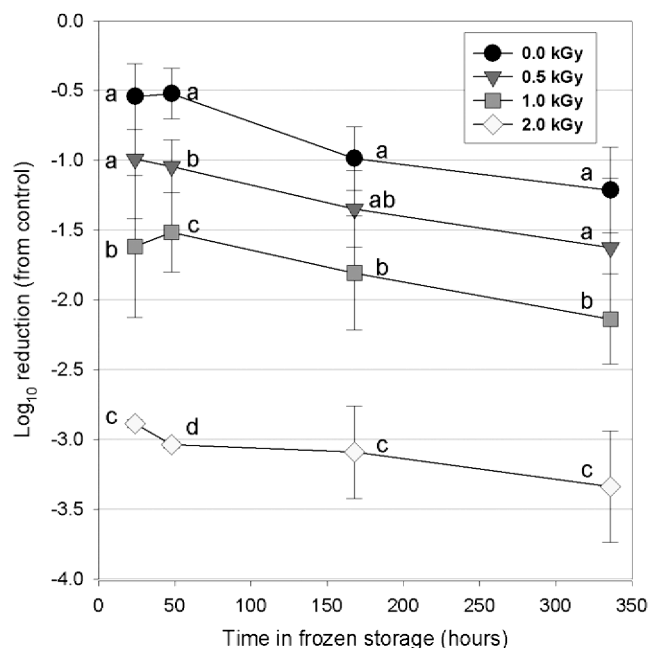 0.0
-0.5
-1.0
-1.5
-2.0
-2.5
-3.0
-3.5
-4.0
Log10 reduction (from control)
0.0 kGy
0.5 kGy
1.0 kGy
2.0 kGy
a
a
a
a
a
b
ab
a
b
c
b
b
c
d
c
c
0
50
100
150
200
250
300
350
Time in frozen storage (hours)